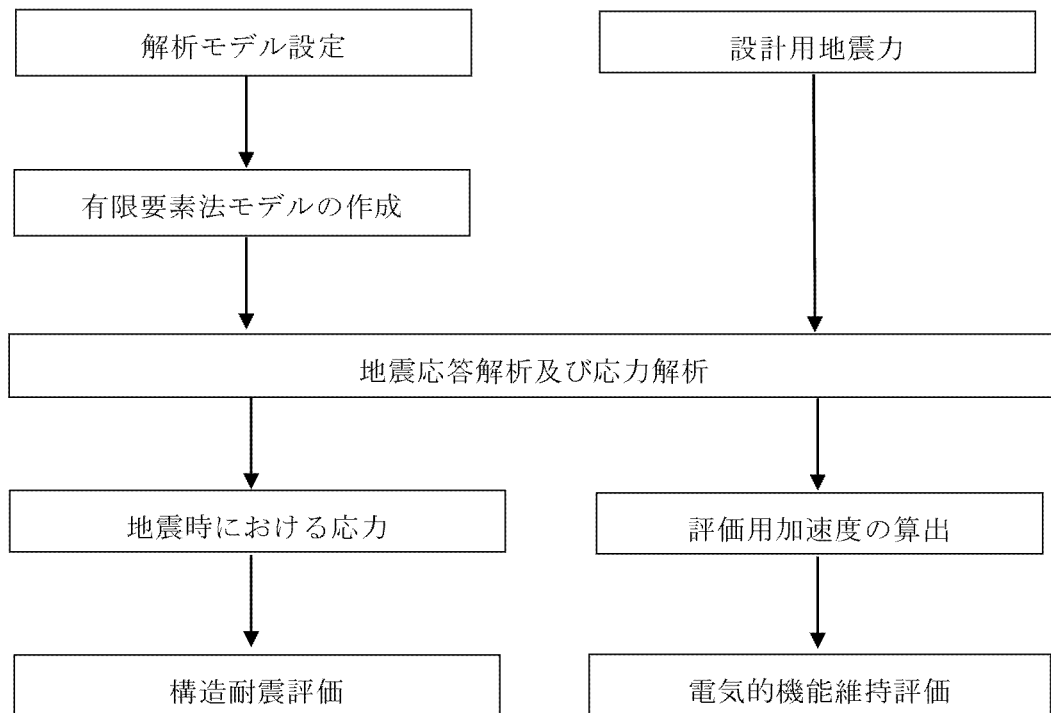 解析モデル設定
設計用地震力
有限要素法モデルの作成
地震応答解析及び応力解析
地震時における応力
評価用加速度の算出
構造耐震評価
電気的機能維持評価